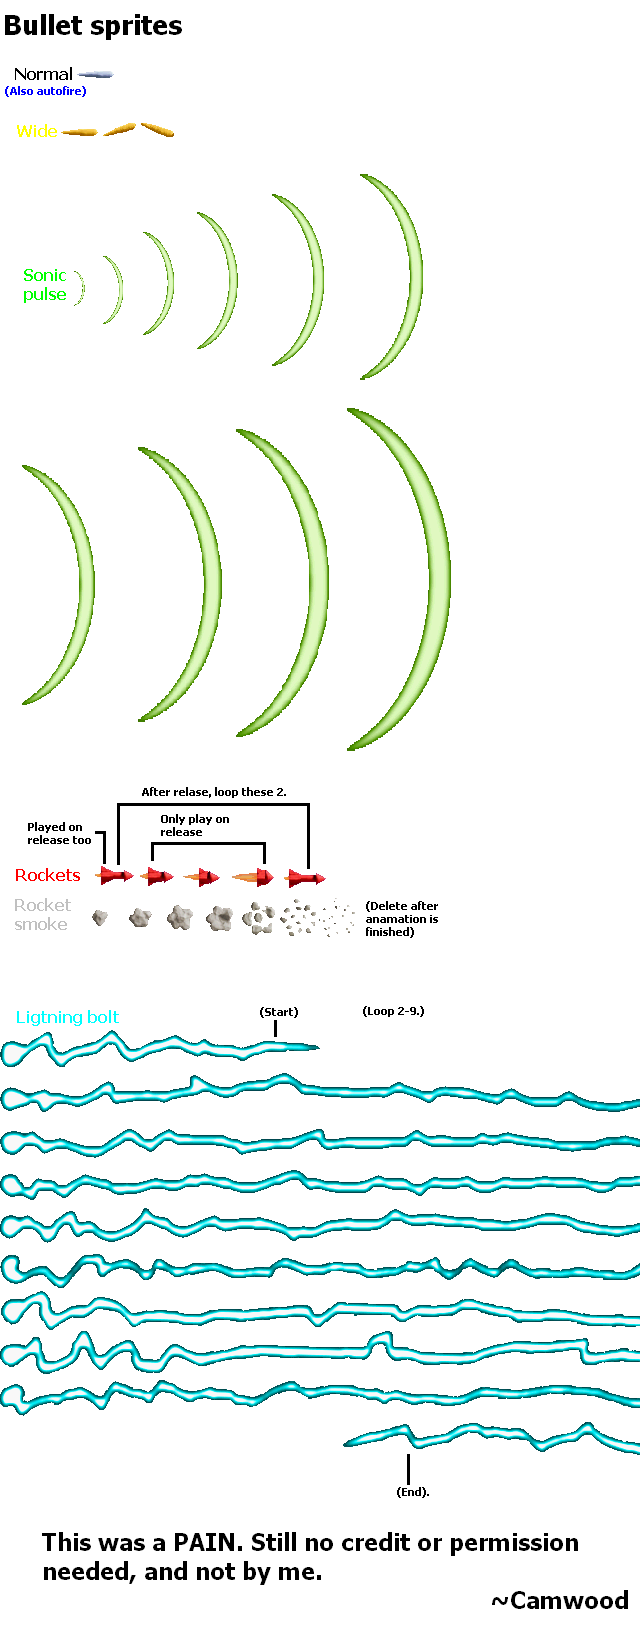 Bullet sprites
Normal
(Also autofire)
Wide
Sonic
pulse
After relase, loop these 2.
Played on
release too
Only play on
release
Rockets
Rocket
smoke
(Delete after
anamation is
finished)
Ligtning bolt
(Start)
(Loop 2-9.)
(End).
This was a PAIN. Still no credit or permission
needed, and not by me.
~Camwood